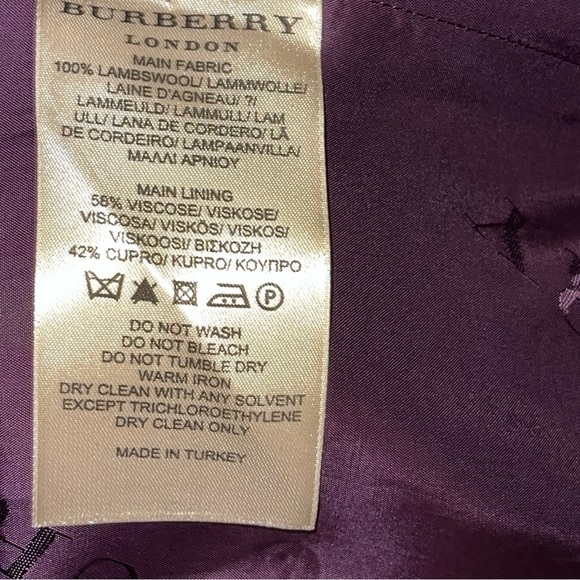 BURBERRY
LONDON
MAIN FABRIC
100% LAMBSWOOL/ LAMMWOLLE/
LAINE D'AGNEAU/ ?/
LAMMEULD/ LAMMULL/ LAM
ULL/ LANA DE CORDERO/ LÃ
DE CORDEIRO/ LAMPAANVILLA/
ΜΑΛΛΙ ΑΡΝΙΟΥ
MAIN LINING
58% VISCOSE/ VISKOSE/
VISCOSA/ VISKÓS/ VISKOS/
VISKOOSI/ ΒΙΣΚΟΖΗ
42% CUPRO/ KUPRO/ ΚΟΥΠΡΟ
P
DO NOT WASH
DO NOT BLEACH
DO NOT TUMBLE DRY
WARM IRON
DRY CLEAN WITH ANY SOLVENT
EXCEPT TRICHLOROETHYLENE
DRY CLEAN ONLY
MADE IN TURKEY